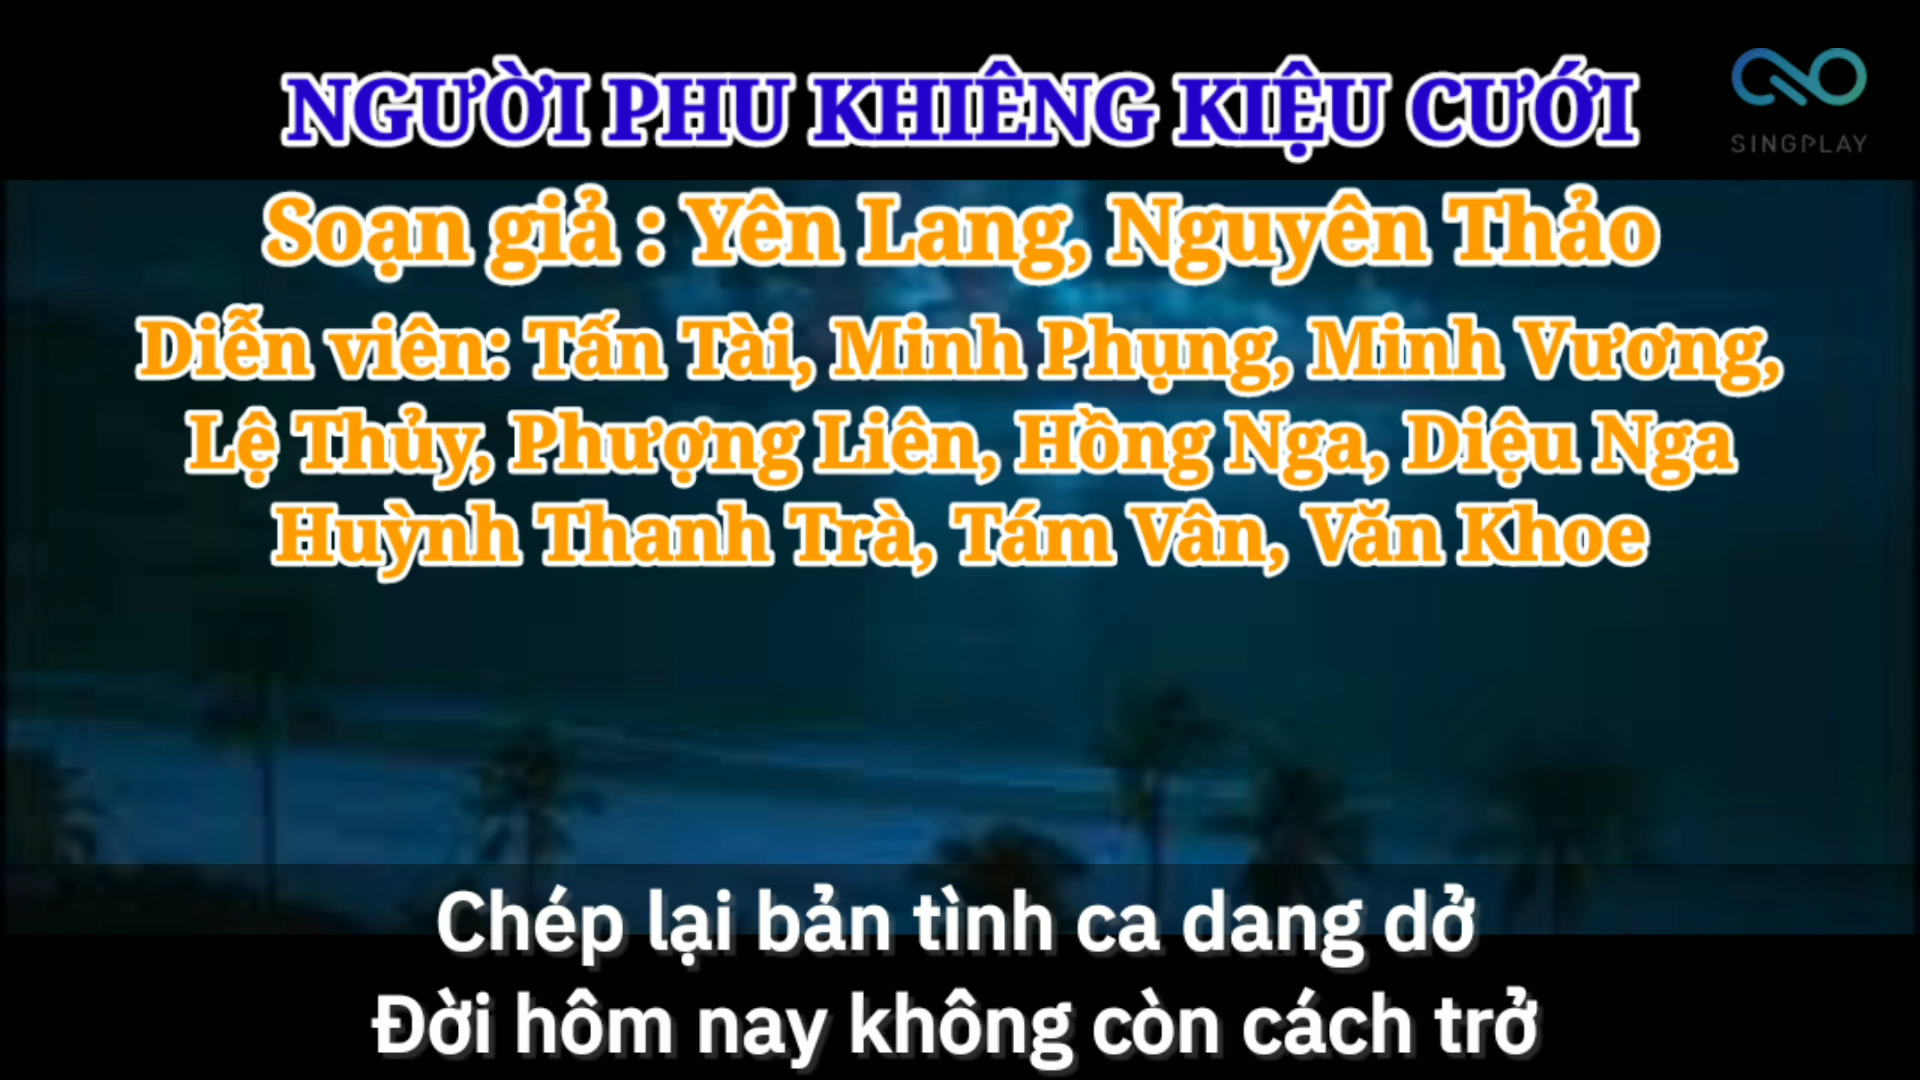 NGƯỜI PHU KHIÊNG KIỆU CƯỚI
SINGPLAY
Soạn giả : Yên Lang, Nguyên Thảo
Diễn viên: Tấn Tài, Minh Phụng, Minh Vương,
Lệ Thủy, Phượng Liên, Hồng Nga, Diệu Nga
Huỳnh Thanh Trà, Tám Vân, Văn Khoe
Chép lại bản tình ca dang dở
Đời hôm nay không còn cách trở